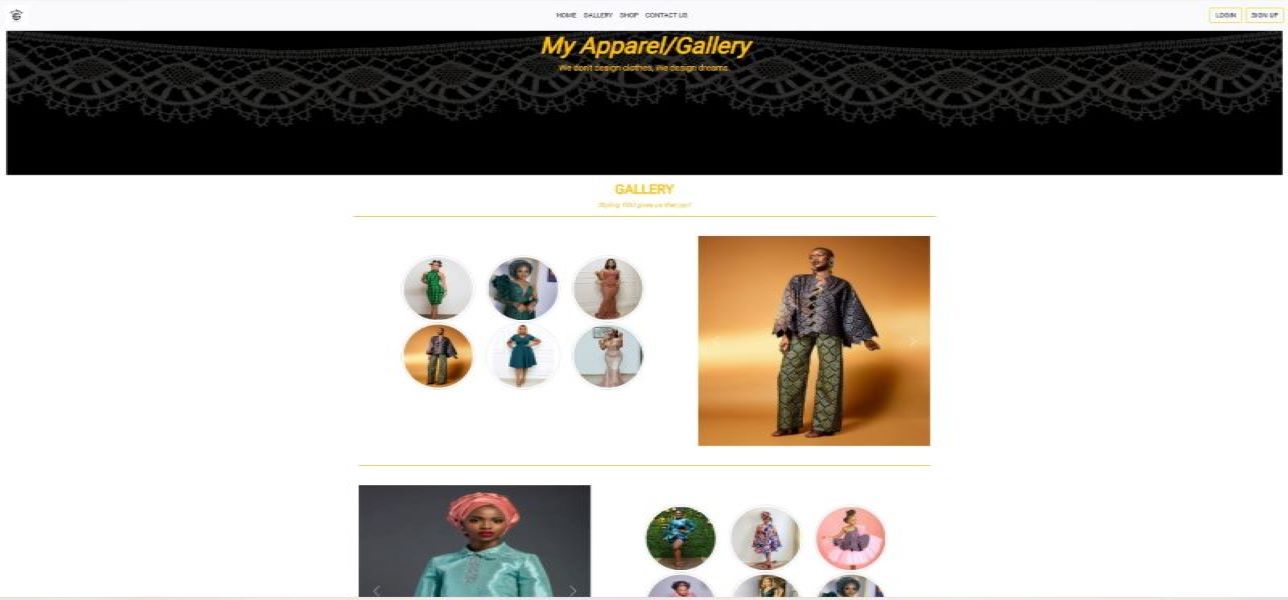 HOME GALLERY SHOP CONTACT US
LOGIN SIGN UP
My Apparel/Gallery
We don't design clothes, We design dreams.
GALLERY
Styling